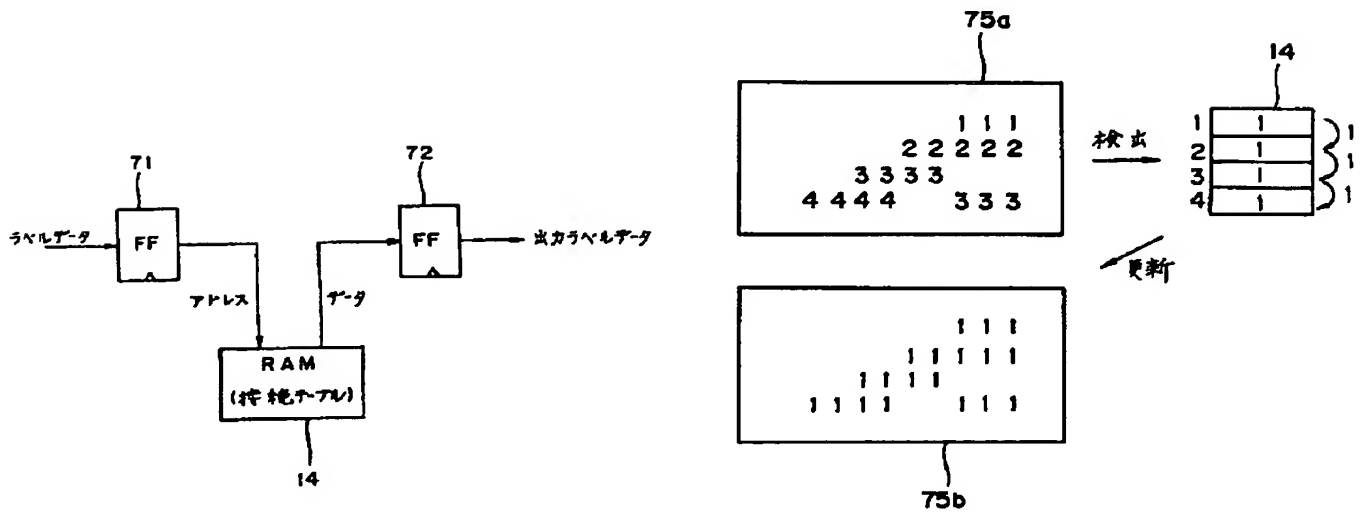 71
72
ラベルデータ
FF
FF
出力ラベルデータ
アドレス
データ
RAM
(接続テーブル)
14
75a
1 1 1
2 2 2 2 2
3 3 3 3
4 4 4 4 3 3 3
検出
14
1 1
2 1
3 1
4 1
1
1
1
更新
1 1 1
1 1 1 1 1
1 1 1 1
1 1 1 1 1 1 1
75b